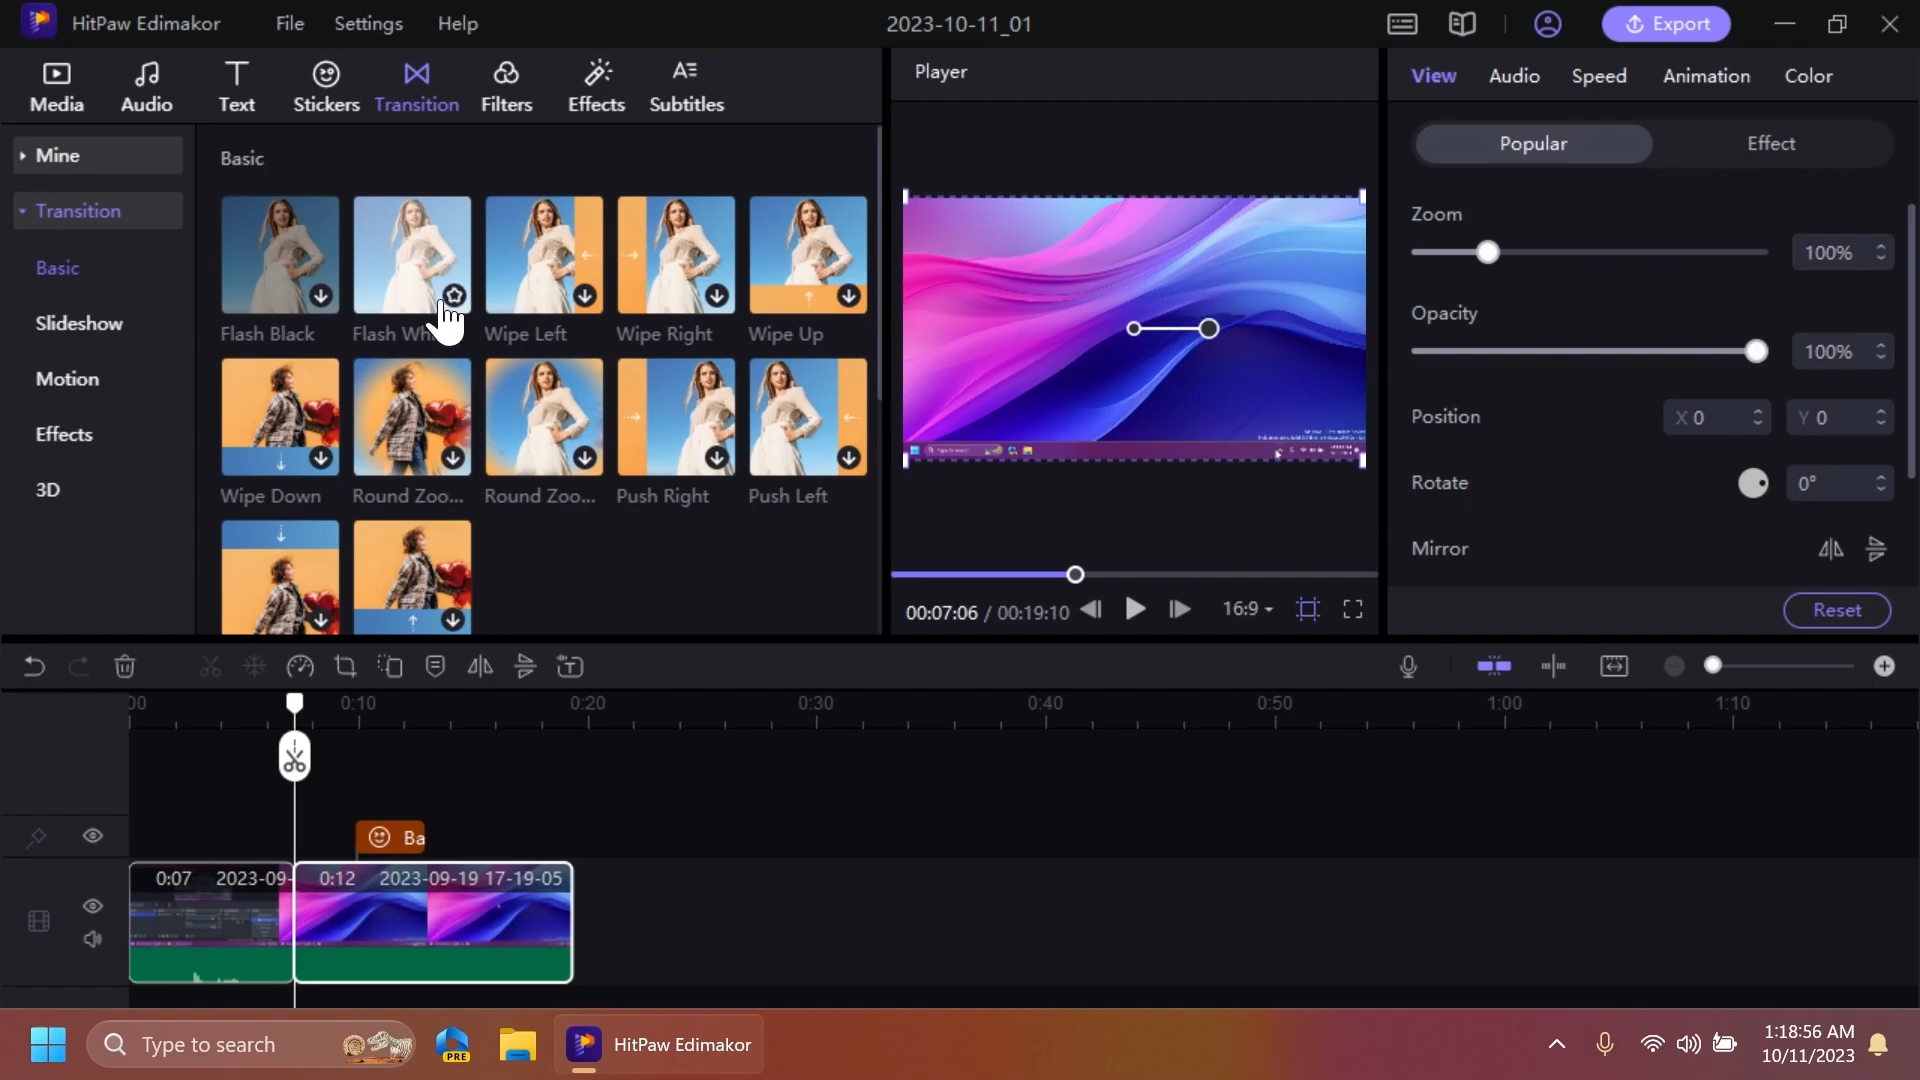 HitPaw Edimakor
File Settings Help
2023-10-11_01
Export
Media Audio Text Stickers Transition Filters Effects Subtitles
Player
View Audio Speed Animation Color
Mine
Transition
Basic
Slideshow
Motion
Effects
3D
Basic
Flash Black
Flash Wh
Wipe Left
Wipe Right
Wipe Up
Wipe Down
Round Zoo...
Round Zoo...
Push Right
Push Left
00:07:06 / 00:19:10
16:9
Popular Effect
Zoom
100%
Opacity
100%
Position X 0 Y 0
Rotate 0°
Mirror
Reset
00 0:10 0:20 0:30 0:40 0:50 1:00 1:10
Ba
0:07 2023-09-
0:12 2023-09-19 17-19-05
Type to search
PRE
HitPaw Edimakor
1:18:56 AM
10/11/2023